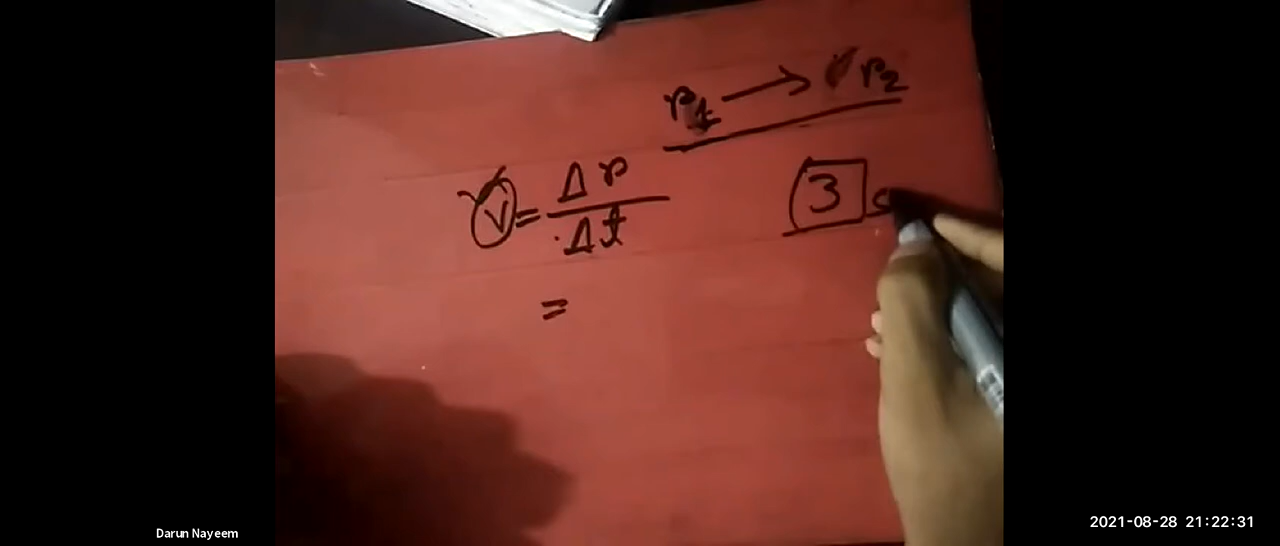 r₁ → r₂
v = Δr / Δt
3
=
Darun Nayeem
2021-08-28 21:22:31